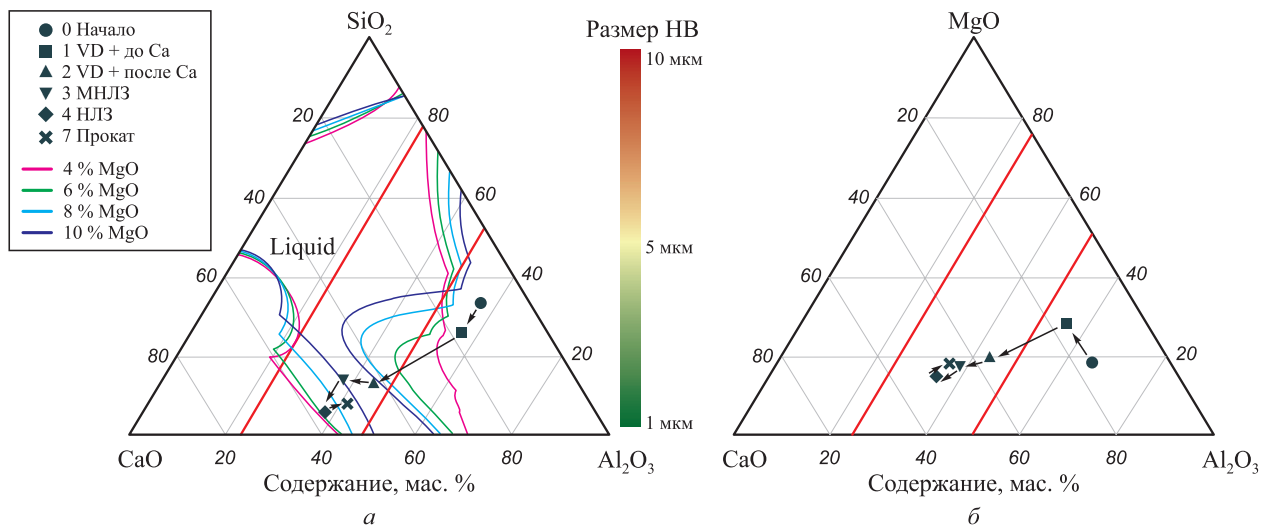 0 Начало
1 VD + до Ca
2 VD + после Ca
3 МНЛЗ
4 НЛЗ
7 Прокат
4 % MgO
6 % MgO
8 % MgO
10 % MgO
SiO₂
20
80
40
60
Liquid
60
40
80
20
CaO
20
40
60
80
Al₂O₃
Содержание, мас. %
а
Размер НВ
10 мкм
5 мкм
1 мкм
MgO
20
80
40
60
60
40
80
20
CaO
20
40
60
80
Al₂O₃
Содержание, мас. %
б